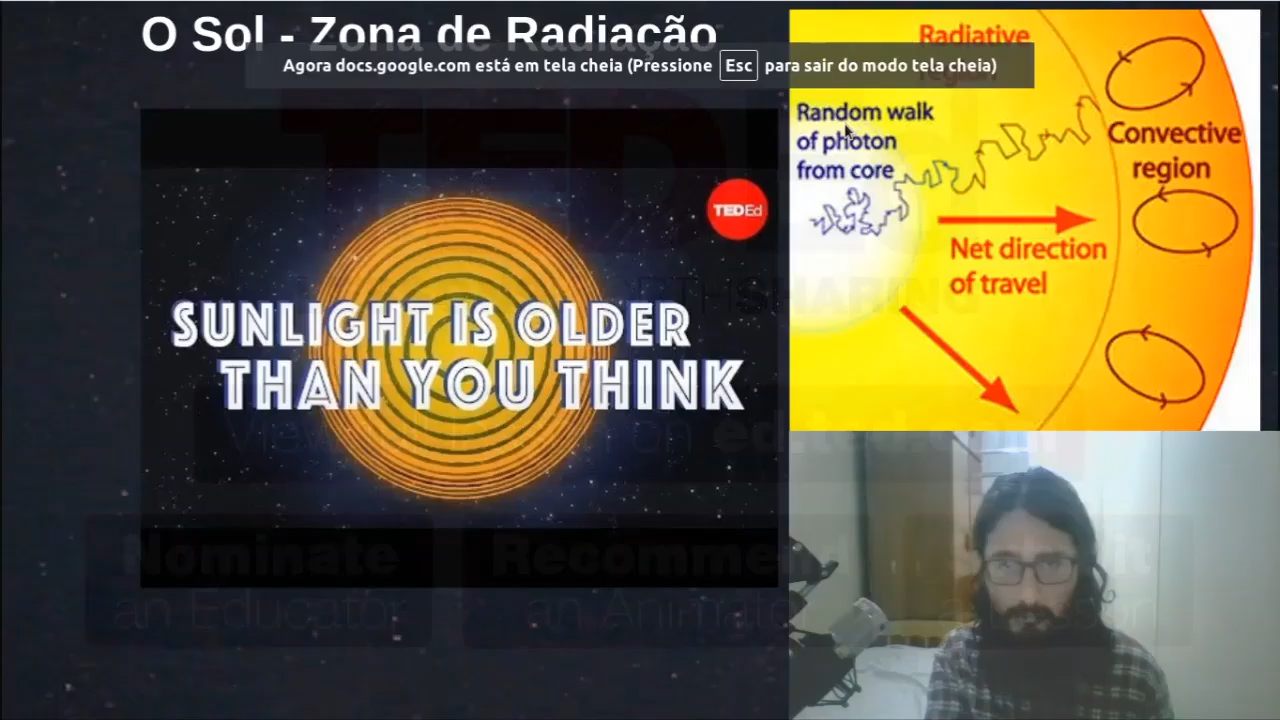 O Sol - Zona de Radiação
Agora docs.google.com está em tela cheia (Pressione Esc para sair do modo tela cheia)
TEDEd
SUNLIGHT IS OLDER
THAN YOU THINK
Radiative
region
Random walk
of photon
from core
Convective
region
Net direction
of travel
Nominate
an Educator
an Animator